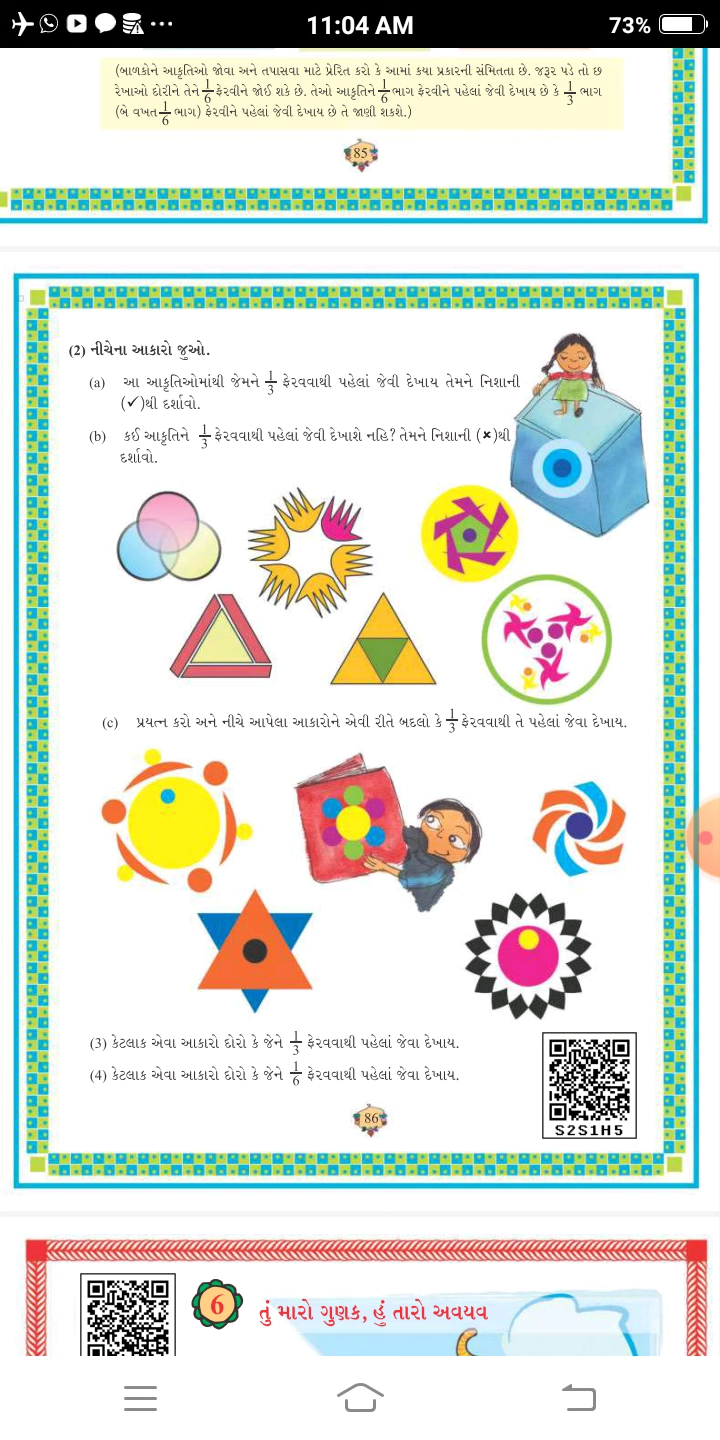 11:04 AM
73%
(બાળકોને આકૃતિઓ જોવા અને તપાસવા માટે પ્રેરિત કરો કે આમાં કયા પ્રકારની સંમિતતા છે. જરૂર પડે તો છ
રેખાઓ દોરીને તેને 1/6 ફેરવીને જોઈ શકે છે. તેઓ આકૃતિને 1/6 ભાગ ફેરવીને પહેલાં જેવી દેખાય છે કે 1/3 ભાગ
(બે વખત 1/6 ભાગ) ફેરવીને પહેલાં જેવી દેખાય છે તે જાણી શકશે.)
85
(2) નીચેના આકારો જુઓ.
(a) આ આકૃતિઓમાંથી જેમને 1/3 ફેરવવાથી પહેલાં જેવી દેખાય તેમને નિશાની
(✓)થી દર્શાવો.
(b) કઈ આકૃતિને 1/3 ફેરવવાથી પહેલાં જેવી દેખાશે નહિ? તેમને નિશાની (×)થી
દર્શાવો.
(c) પ્રયત્ન કરો અને નીચે આપેલા આકારોને એવી રીતે બદલો કે 1/3 ફેરવવાથી તે પહેલાં જેવા દેખાય.
(3) કેટલાક એવા આકારો દોરો કે જેને 1/3 ફેરવવાથી પહેલાં જેવા દેખાય.
(4) કેટલાક એવા આકારો દોરો કે જેને 1/6 ફેરવવાથી પહેલાં જેવા દેખાય.
S2S1H5
86
6
તું મારો ગુણક, હું તારો અવયવ